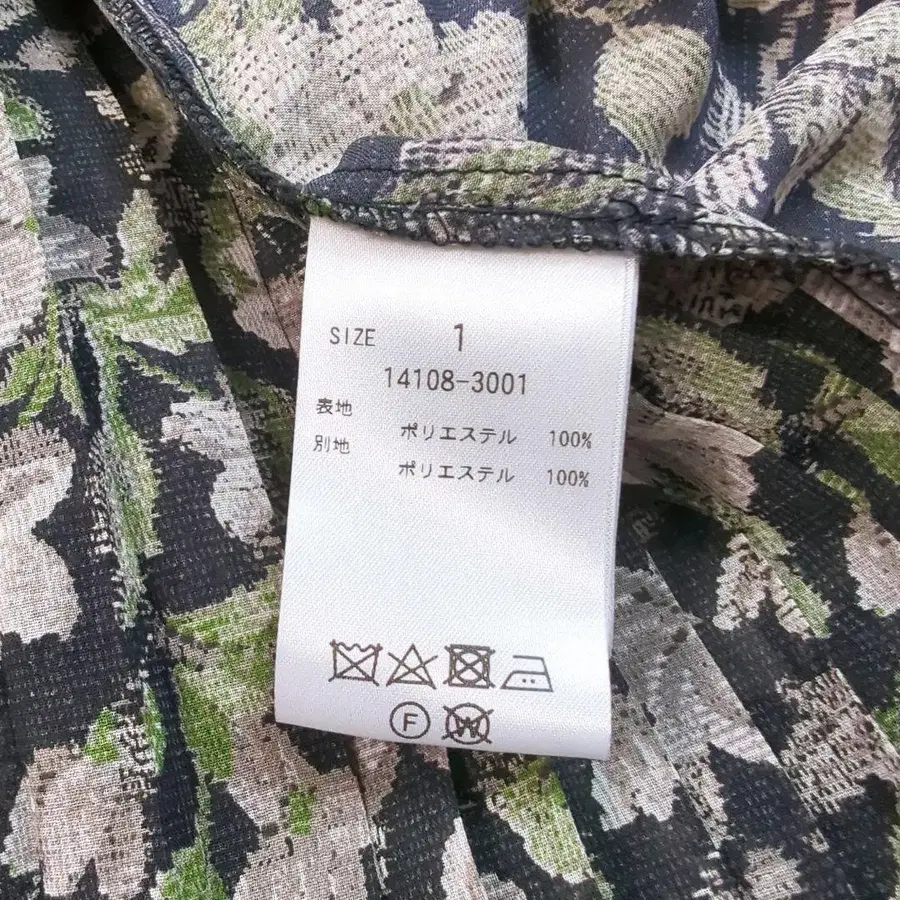 SIZE 1
14108-3001
表地
ポリエステル 100%
別地
ポリエステル 100%
F
W